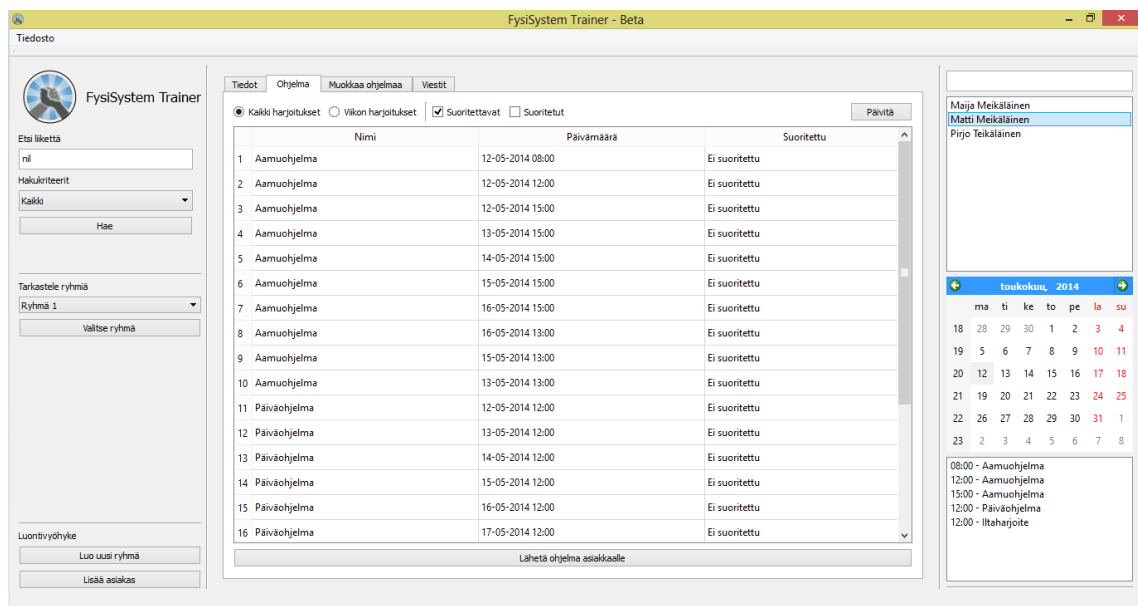 FysiSystem Trainer - Beta
Tiedosto
FysiSystem Trainer
Etsi liikettä
nil
Hakukriteerit
Kaikki
Hae
Tarkastele ryhmiä
Ryhmä 1
Valitse ryhmä
Luontivyöhyke
Luo uusi ryhmä
Lisää asiakas
Tiedot Ohjelma Muokkaa ohjelmaa Viestit
Kaikki harjoitukset Viikon harjoitukset Suoritettavat Suoritetut Päivitä
Nimi Päivämäärä Suoritettu
1 Aamuohjelma 12-05-2014 08:00 Ei suoritettu
2 Aamuohjelma 12-05-2014 12:00 Ei suoritettu
3 Aamuohjelma 12-05-2014 15:00 Ei suoritettu
4 Aamuohjelma 13-05-2014 15:00 Ei suoritettu
5 Aamuohjelma 14-05-2014 15:00 Ei suoritettu
6 Aamuohjelma 15-05-2014 15:00 Ei suoritettu
7 Aamuohjelma 16-05-2014 15:00 Ei suoritettu
8 Aamuohjelma 16-05-2014 13:00 Ei suoritettu
9 Aamuohjelma 15-05-2014 13:00 Ei suoritettu
10 Aamuohjelma 13-05-2014 13:00 Ei suoritettu
11 Päiväohjelma 12-05-2014 12:00 Ei suoritettu
12 Päiväohjelma 13-05-2014 12:00 Ei suoritettu
13 Päiväohjelma 14-05-2014 12:00 Ei suoritettu
14 Päiväohjelma 15-05-2014 12:00 Ei suoritettu
15 Päiväohjelma 16-05-2014 12:00 Ei suoritettu
16 Päiväohjelma 17-05-2014 12:00 Ei suoritettu
Lähetä ohjelma asiakkaalle
Maija Meikäläinen
Matti Meikäläinen
Pirjo Teikäläinen
toukokuu, 2014
ma ti ke to pe la su
18 28 29 30 1 2 3 4
19 5 6 7 8 9 10 11
20 12 13 14 15 16 17 18
21 19 20 21 22 23 24 25
22 26 27 28 29 30 31 1
23 2 3 4 5 6 7 8
08:00 - Aamuohjelma
12:00 - Aamuohjelma
15:00 - Aamuohjelma
12:00 - Päiväohjelma
12:00 - Iltaharjoite